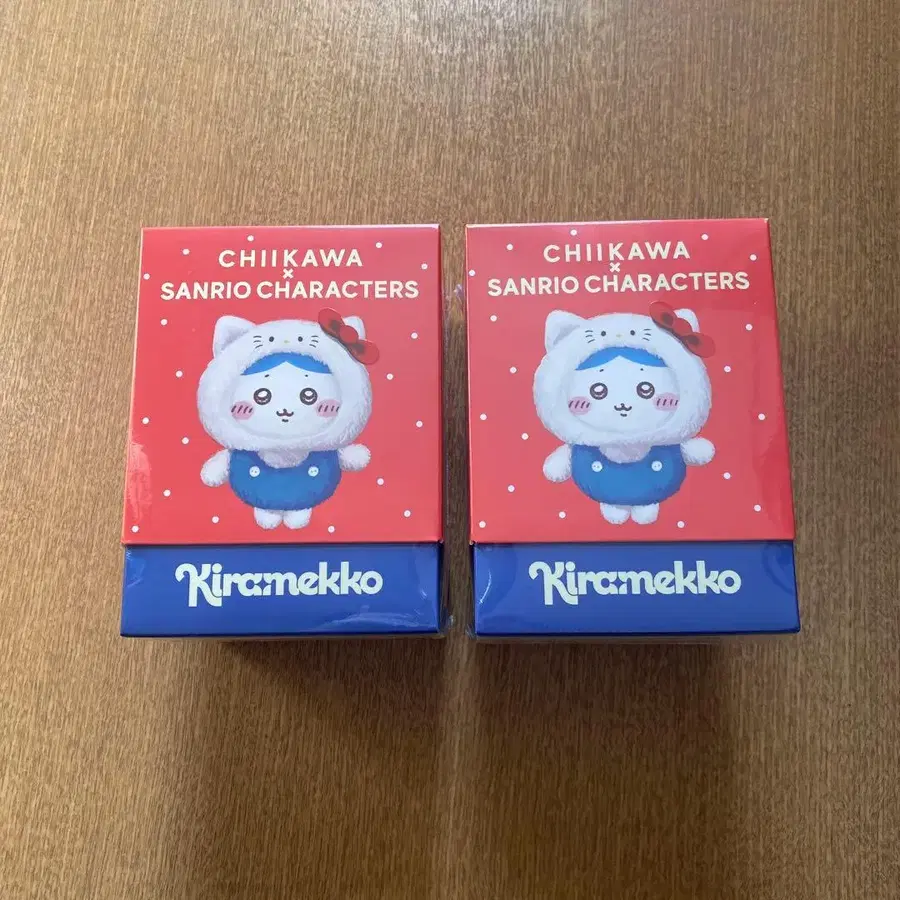 CHIIKAWA
×
SANRIO CHARACTERS
Kiramekko
CHIIKAWA
×
SANRIO CHARACTERS
Kiramekko